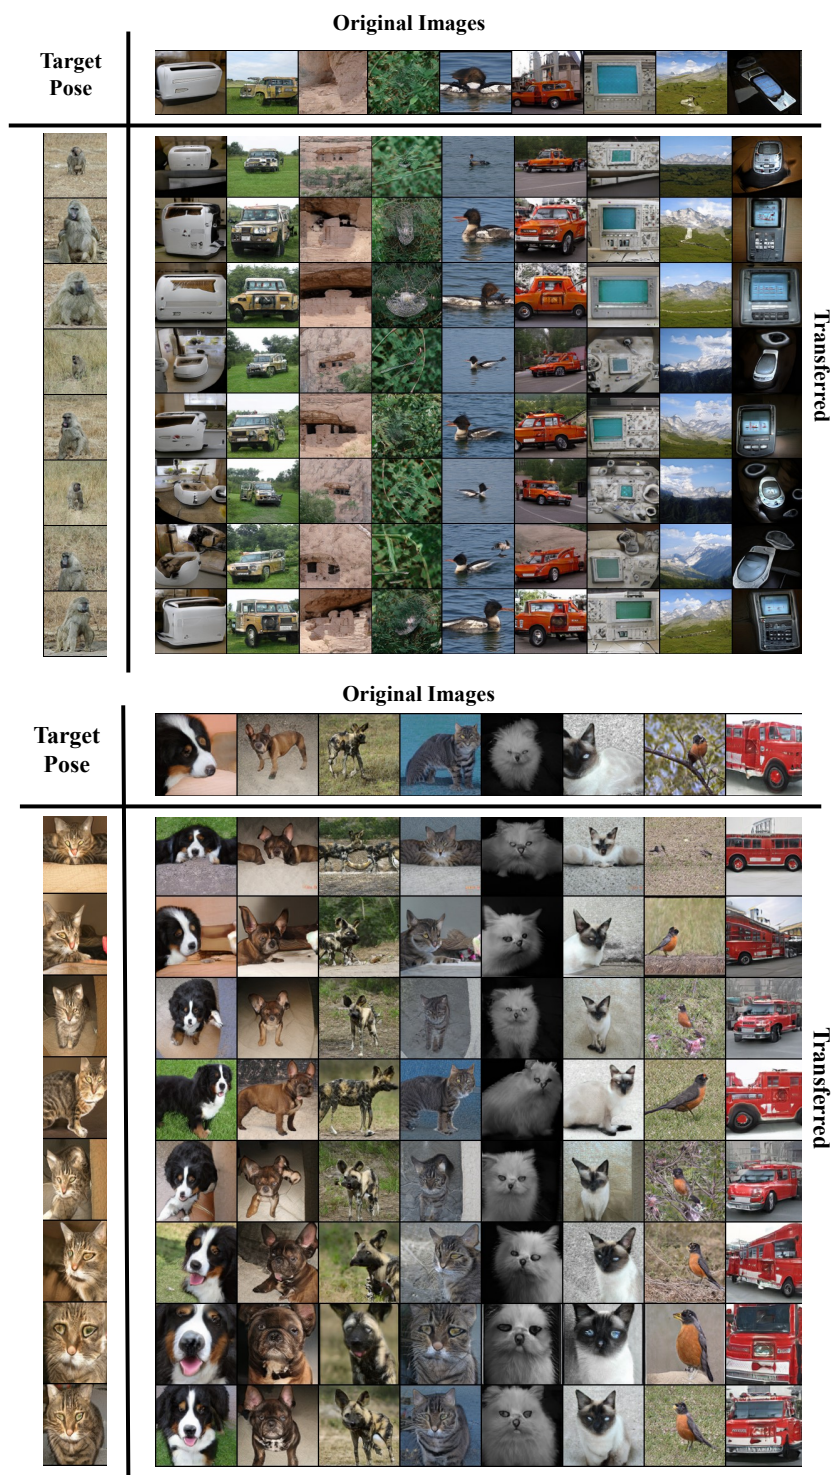 Original Images
Target
Pose
Transferred
Original Images
Target
Pose
Transferred